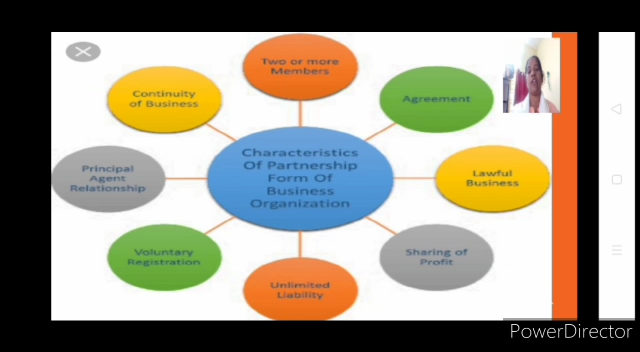 Characteristics
Of Partnership
Form Of
Business
Organization
Two or more
Members
Agreement
Lawful
Business
Sharing of
Profit
Unlimited
Liability
Voluntary
Registration
Principal
Agent
Relationship
Continuity
of Business
PowerDirector